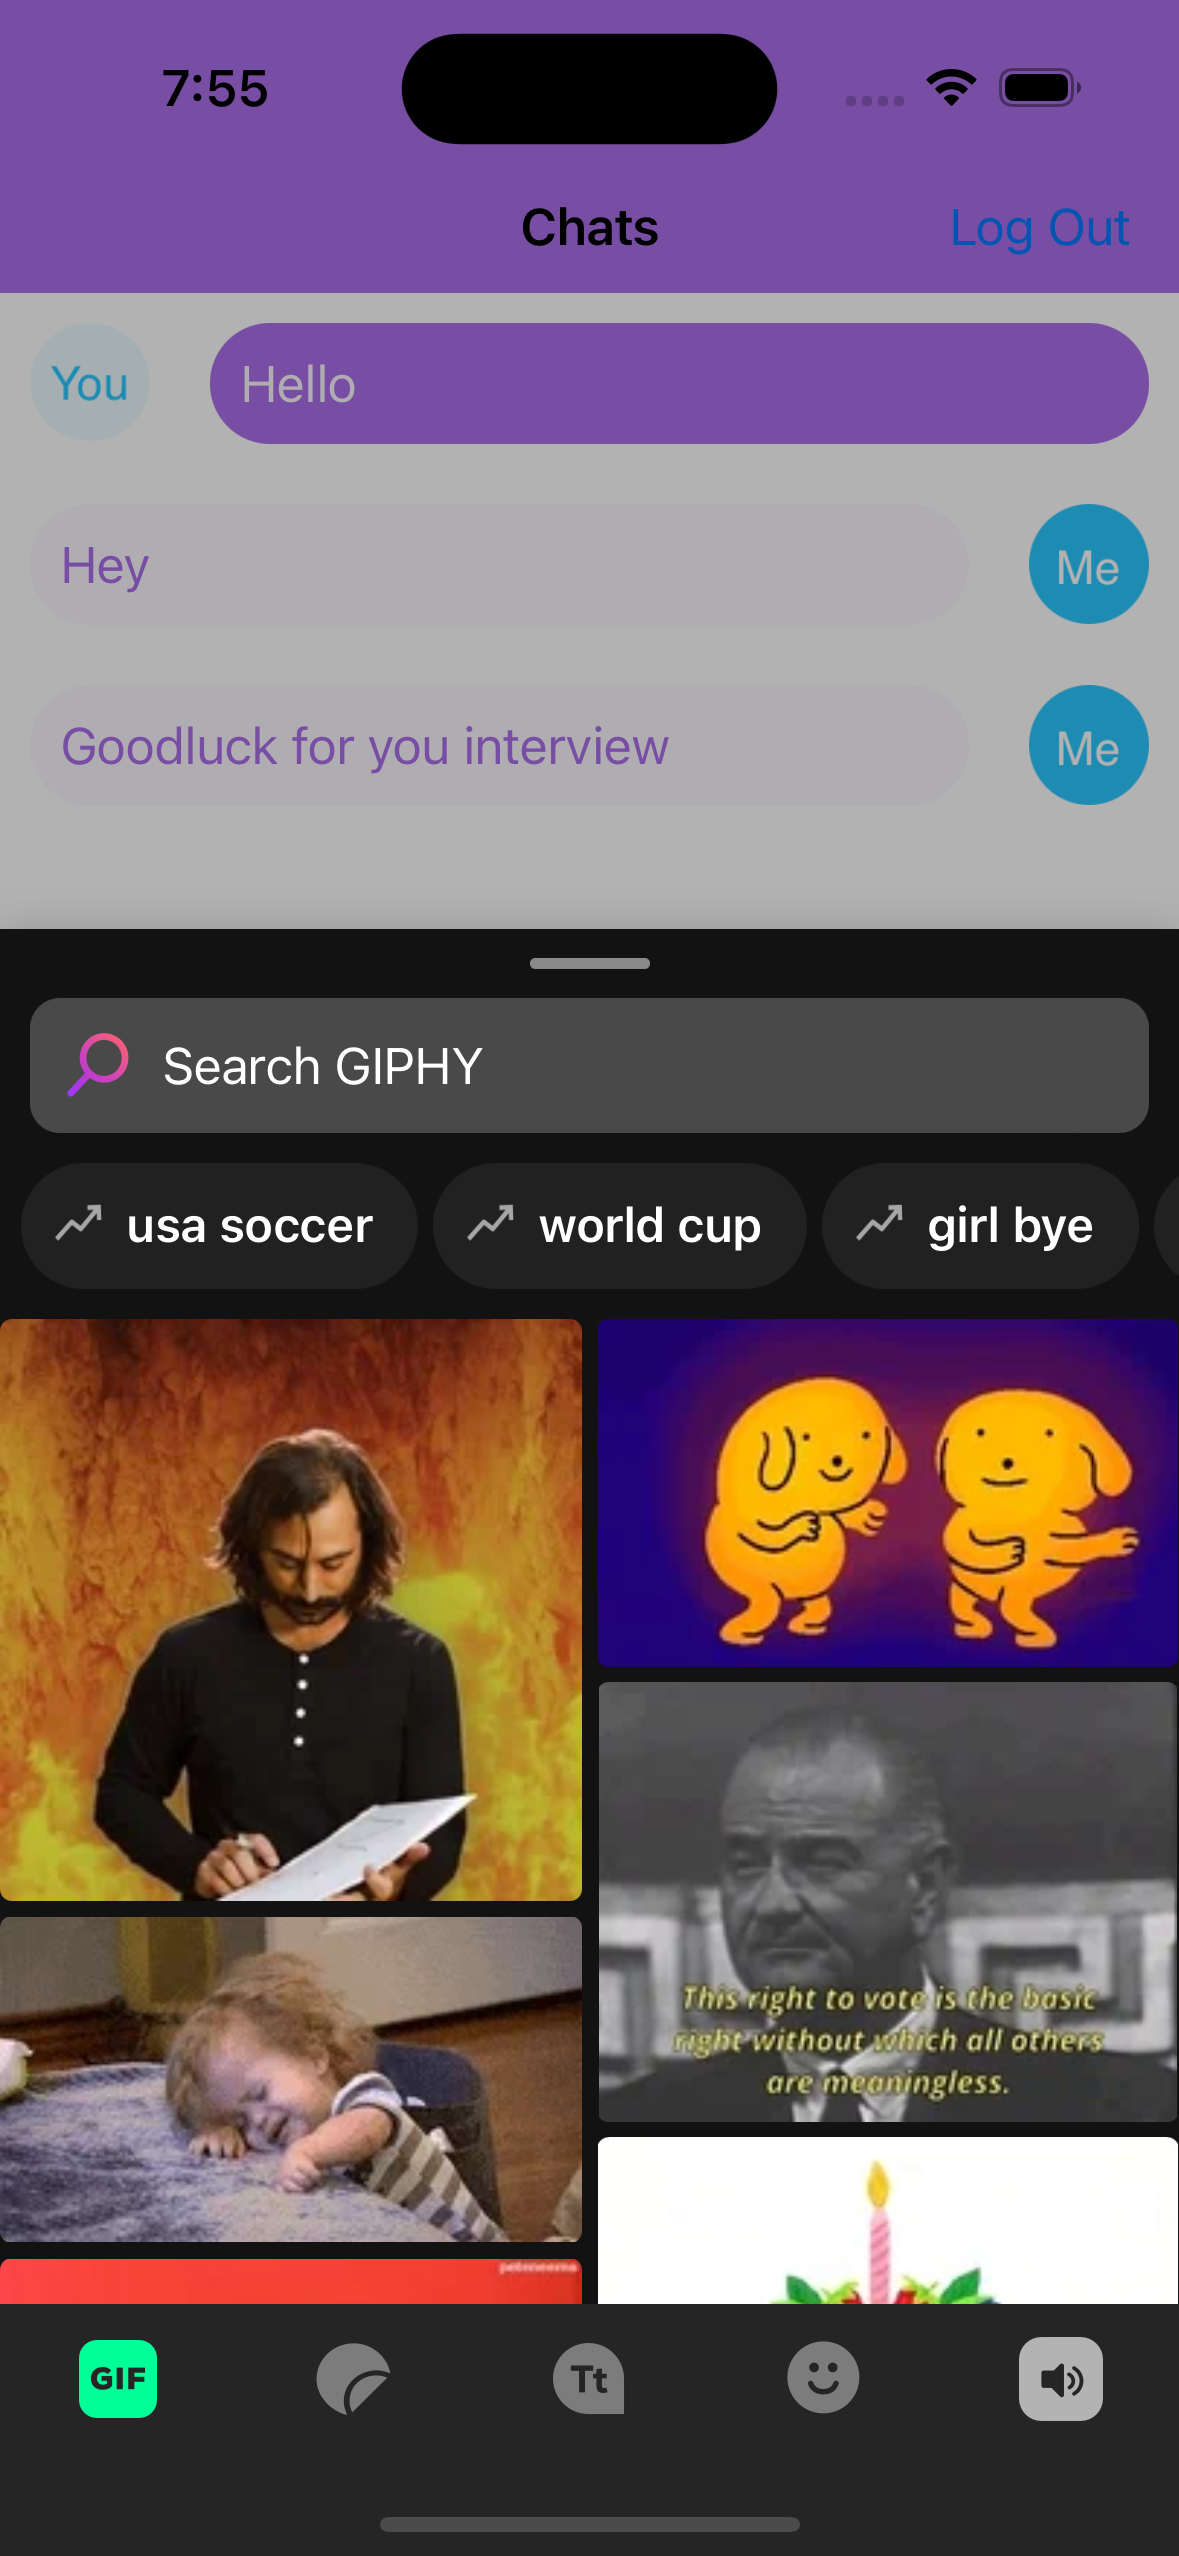 7:55
Chats
Log Out
You
Hello
Hey
Me
Goodluck for you interview
Me
Search GIPHY
usa soccer
world cup
girl bye
This right to vote is the basic
right without which all others
are meaningless.
GIF
Tt